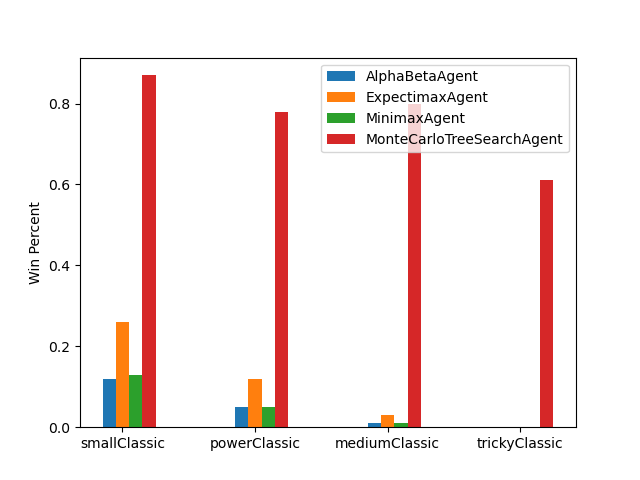 AlphaBetaAgent
ExpectimaxAgent
MinimaxAgent
MonteCarloTreeSearchAgent
Win Percent
0.8
0.6
0.4
0.2
0.0
smallClassic powerClassic mediumClassic trickyClassic